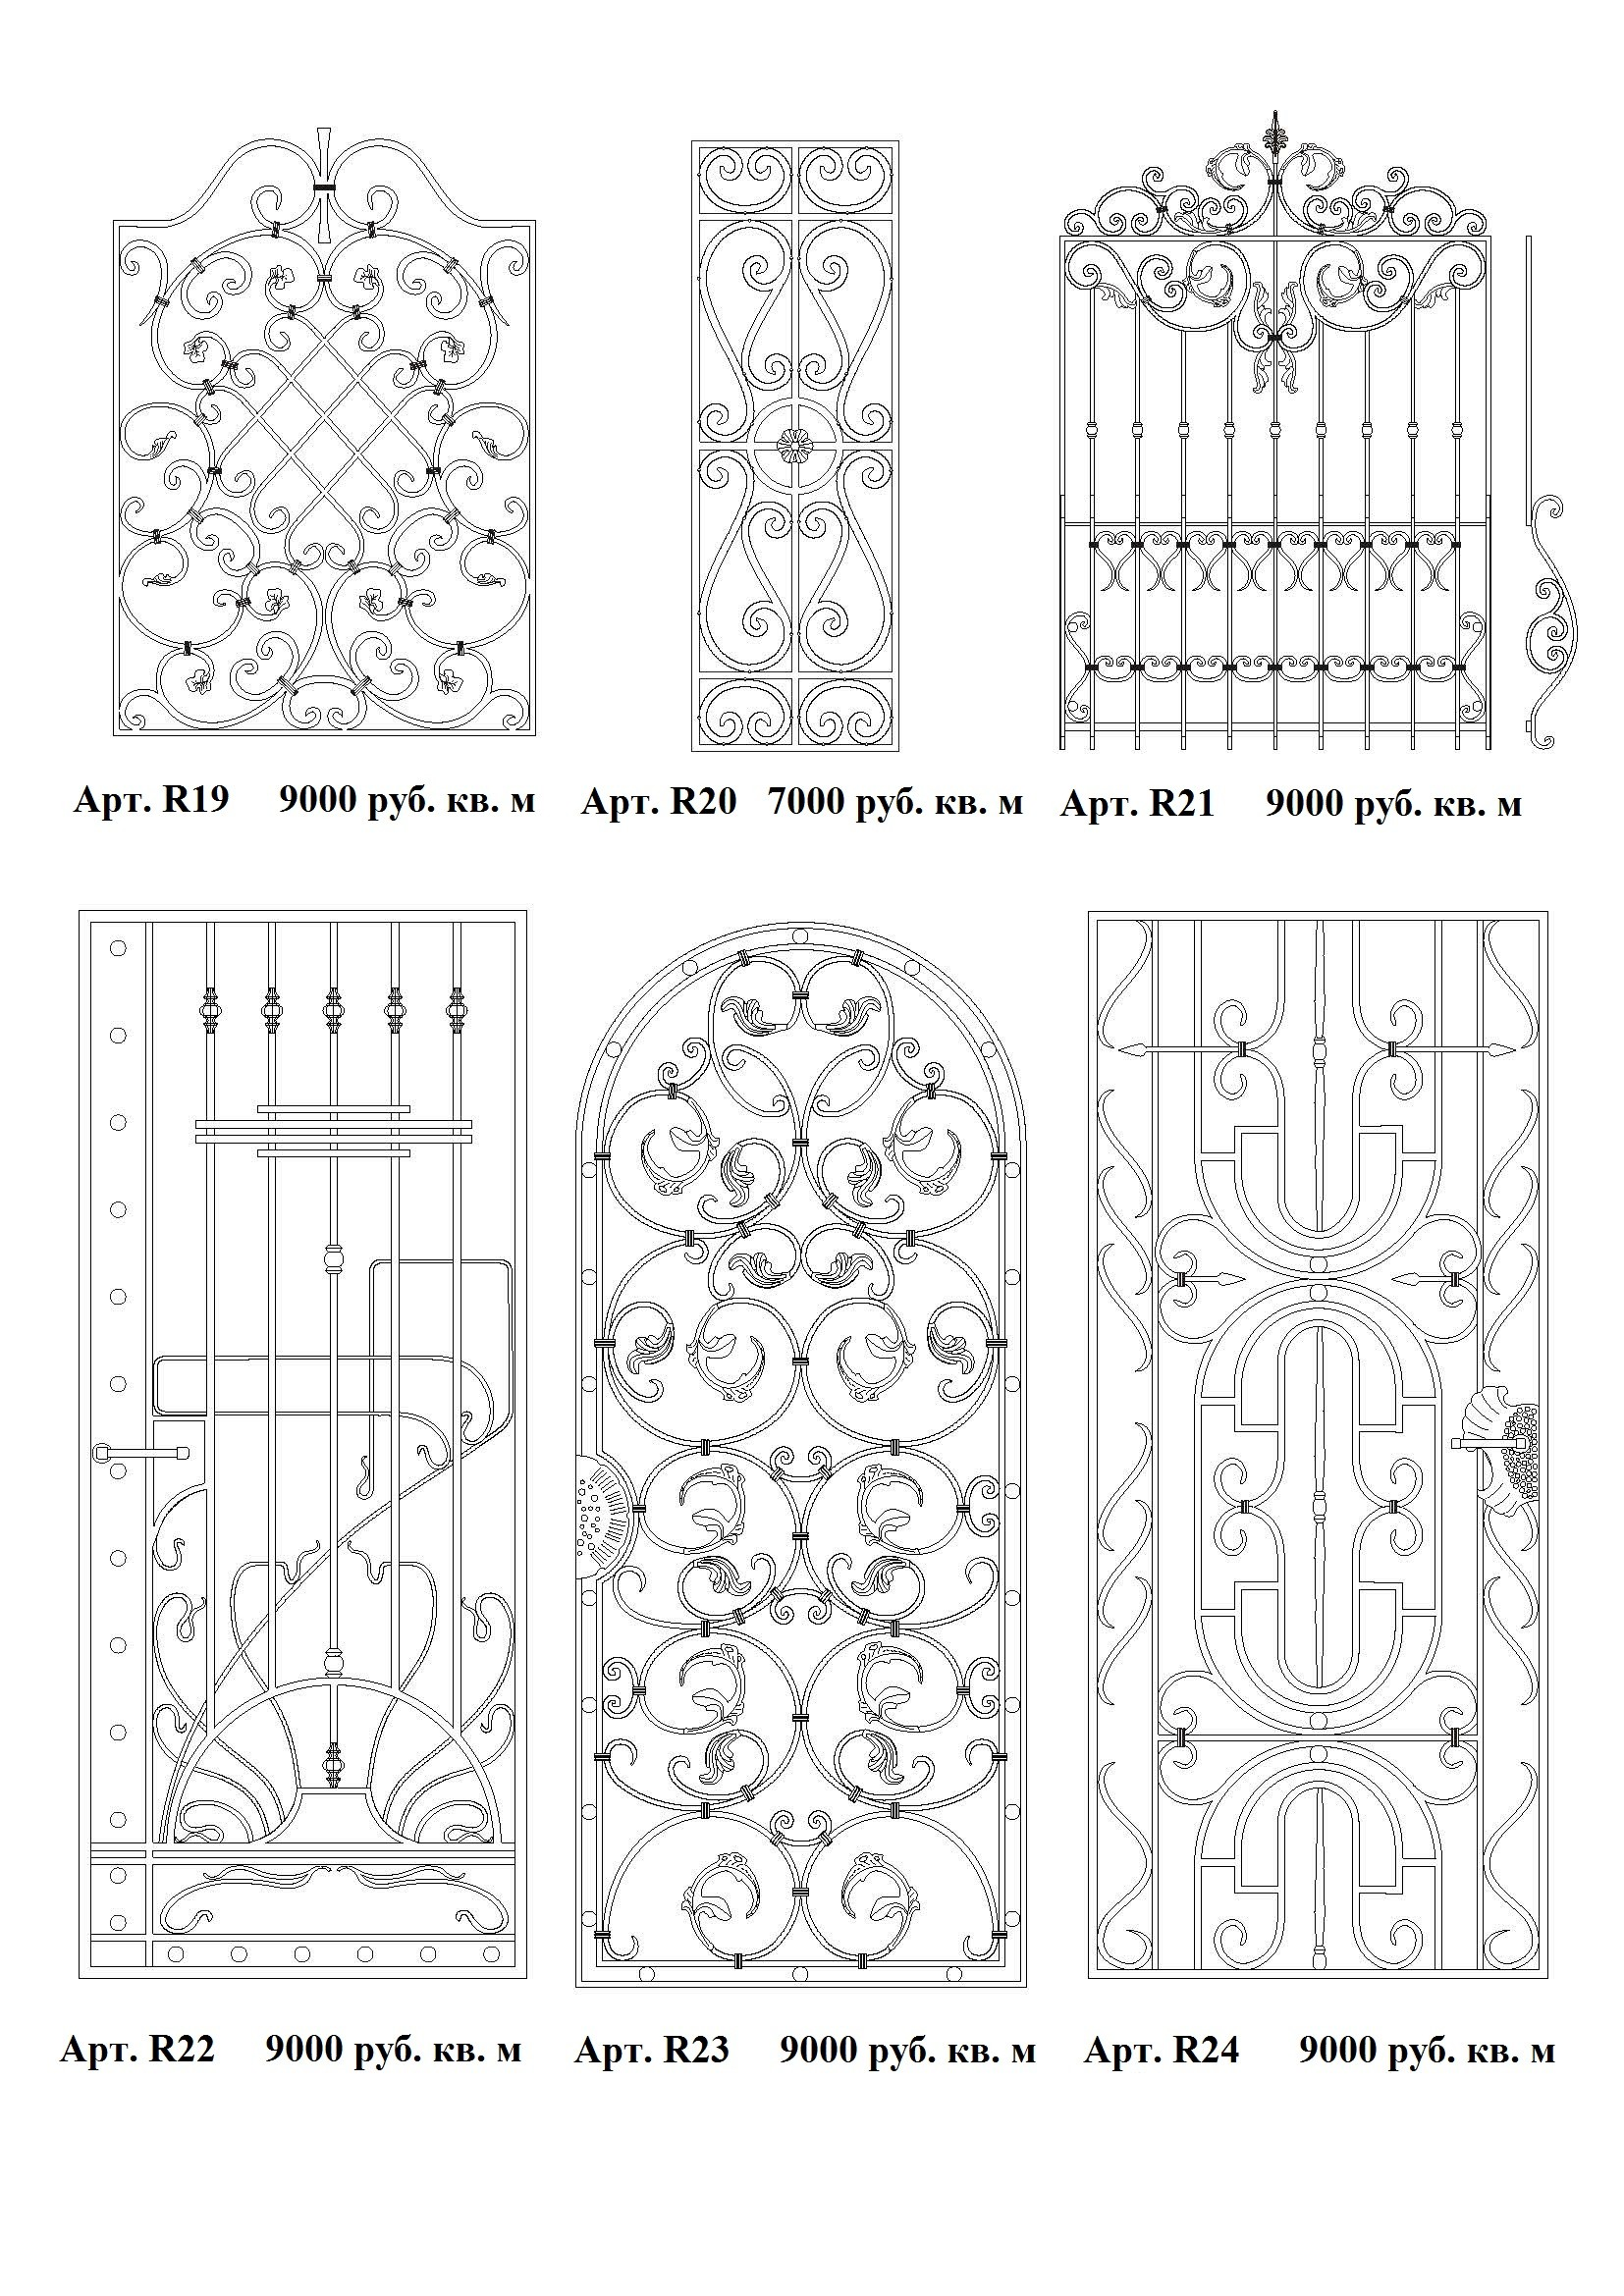 Арт. R19 9000 руб. кв. м
Арт. R20 7000 руб. кв. м
Арт. R21 9000 руб. кв. м
Арт. R22 9000 руб. кв. м
Арт. R23 9000 руб. кв. м
Арт. R24 9000 руб. кв. м